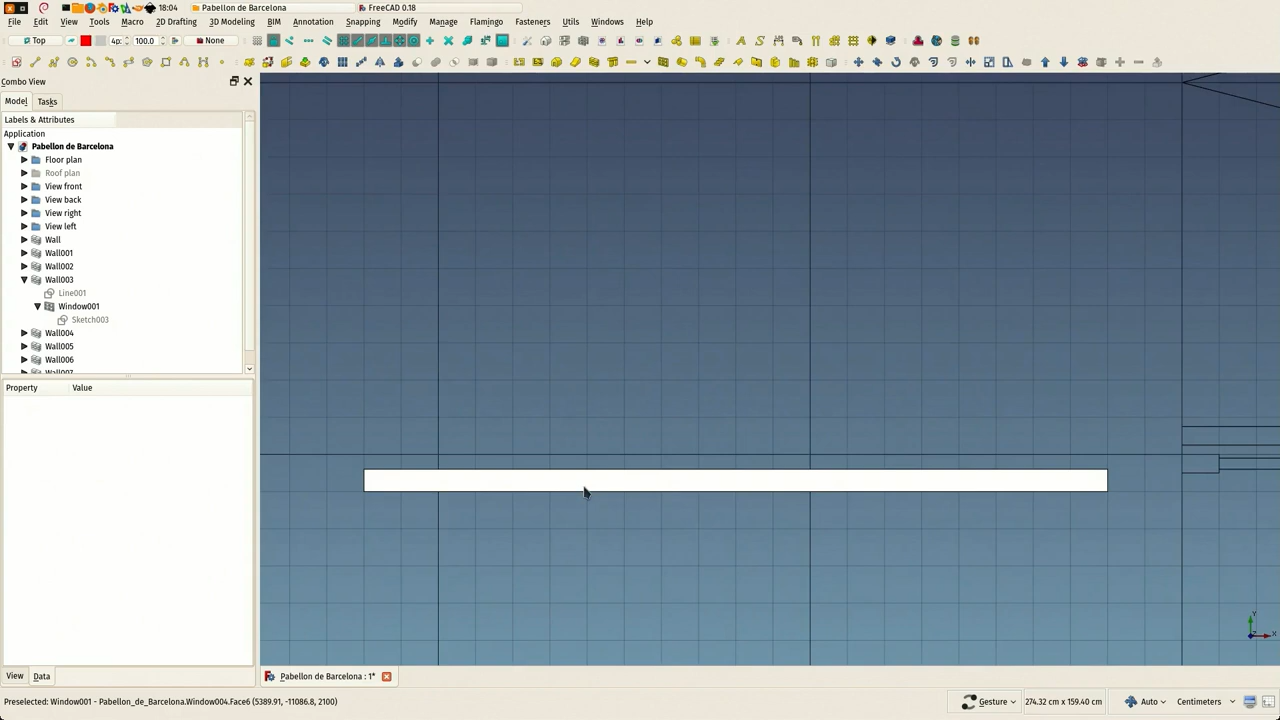 18:04 Pabellon de Barcelona FreeCAD 0.18
File Edit View Tools Macro 2D Drafting 3D Modeling BIM Annotation Snapping Modify Manage Flamingo Fasteners Utils Windows Help
Top 4p: 100.0 None
Combo View
Model Tasks
Labels & Attributes
Application
Pabellon de Barcelona
Floor plan
Roof plan
View front
View back
View right
View left
Wall
Wall001
Wall002
Wall003
Line001
Window001
Sketch003
Wall004
Wall005
Wall006
Property Value
View Data
Pabellon de Barcelona : 1*
Preselected: Window001 - Pabellon_de_Barcelona.Window004.Face6 (5389.91, -11086.8, 2100) Gesture 274.32 cm x 159.40 cm Auto Centimeters